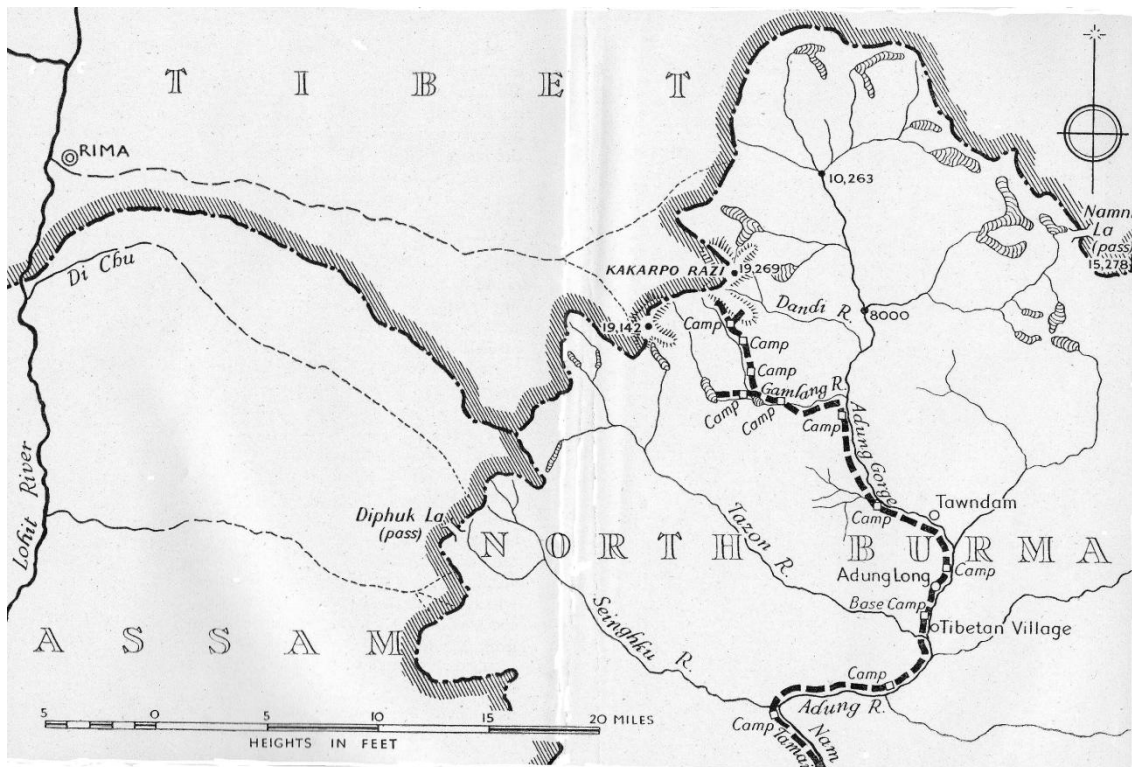 T I B E T
RIMA
10,263
Namni
La
(pass)
15,278
Di Chu
KAKARPO RAZI
19,269
Dandi R.
8000
19,142
Camp
Camp
Camp
Gamlang R.
Camp
Camp
Camp
Adung Gorge
Lohit River
Diphuk La
(pass)
Camp
Tawndam
NORTH BURMA
Tazon R.
Adung Long
Camp
Base Camp
Tibetan Village
Seinghku R.
ASSAM
Camp
Adung R.
Camp
Nam
5 0 5 10 15 20 MILES
HEIGHTS IN FEET